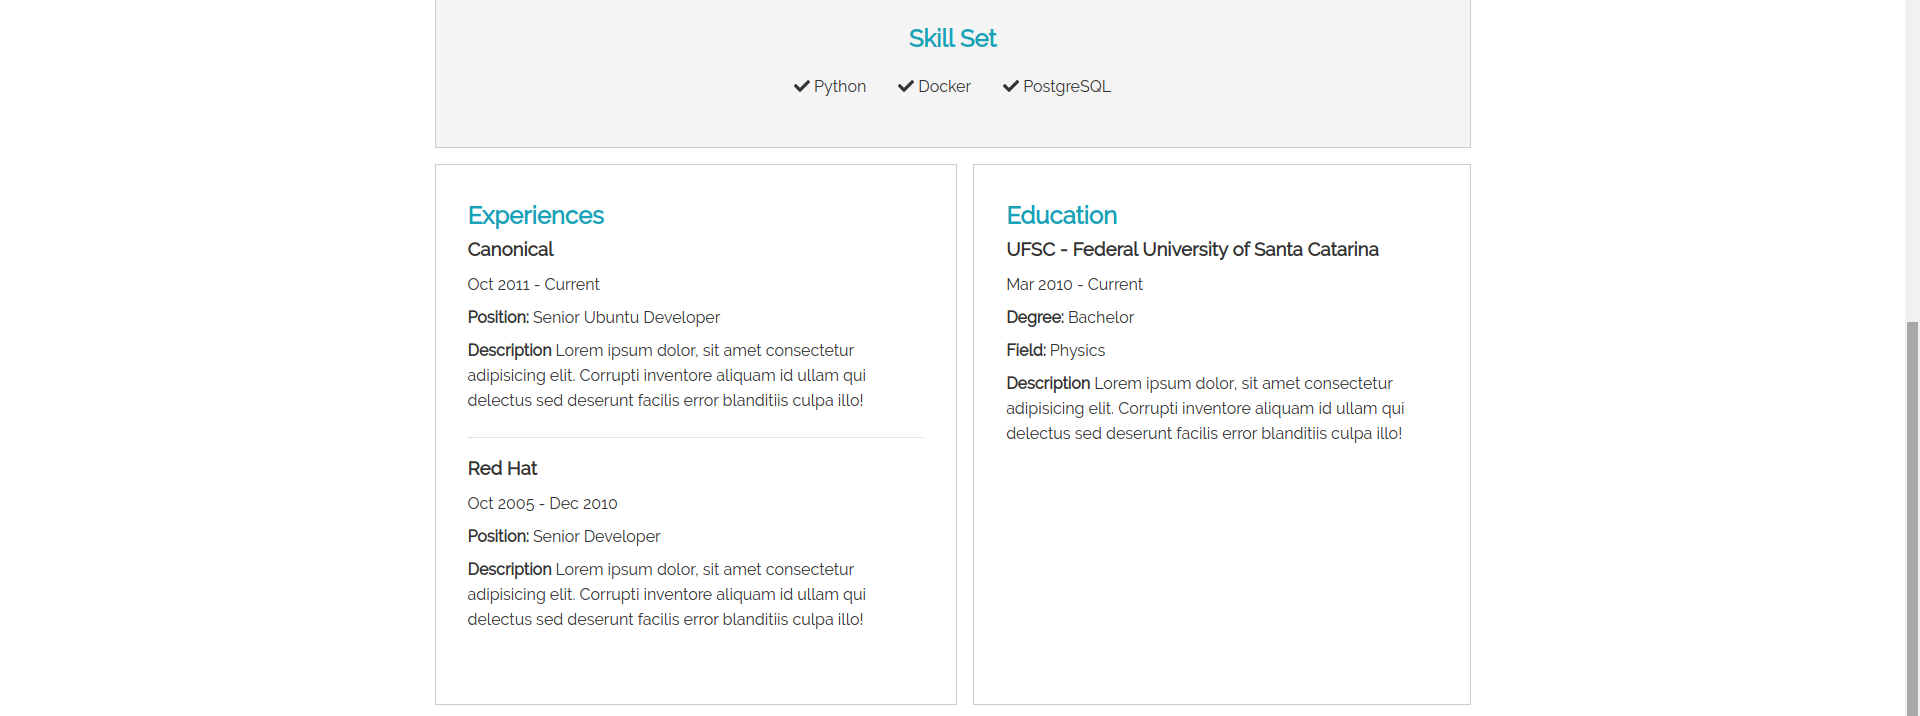 Skill Set
Python Docker PostgreSQL
Experiences
Canonical
Oct 2011 - Current
Position: Senior Ubuntu Developer
Description Lorem ipsum dolor, sit amet consectetur
adipisicing elit. Corrupti inventore aliquam id ullam qui
delectus sed deserunt facilis error blanditiis culpa illo!
Red Hat
Oct 2005 - Dec 2010
Position: Senior Developer
Description Lorem ipsum dolor, sit amet consectetur
adipisicing elit. Corrupti inventore aliquam id ullam qui
delectus sed deserunt facilis error blanditiis culpa illo!
Education
UFSC - Federal University of Santa Catarina
Mar 2010 - Current
Degree: Bachelor
Field: Physics
Description Lorem ipsum dolor, sit amet consectetur
adipisicing elit. Corrupti inventore aliquam id ullam qui
delectus sed deserunt facilis error blanditiis culpa illo!